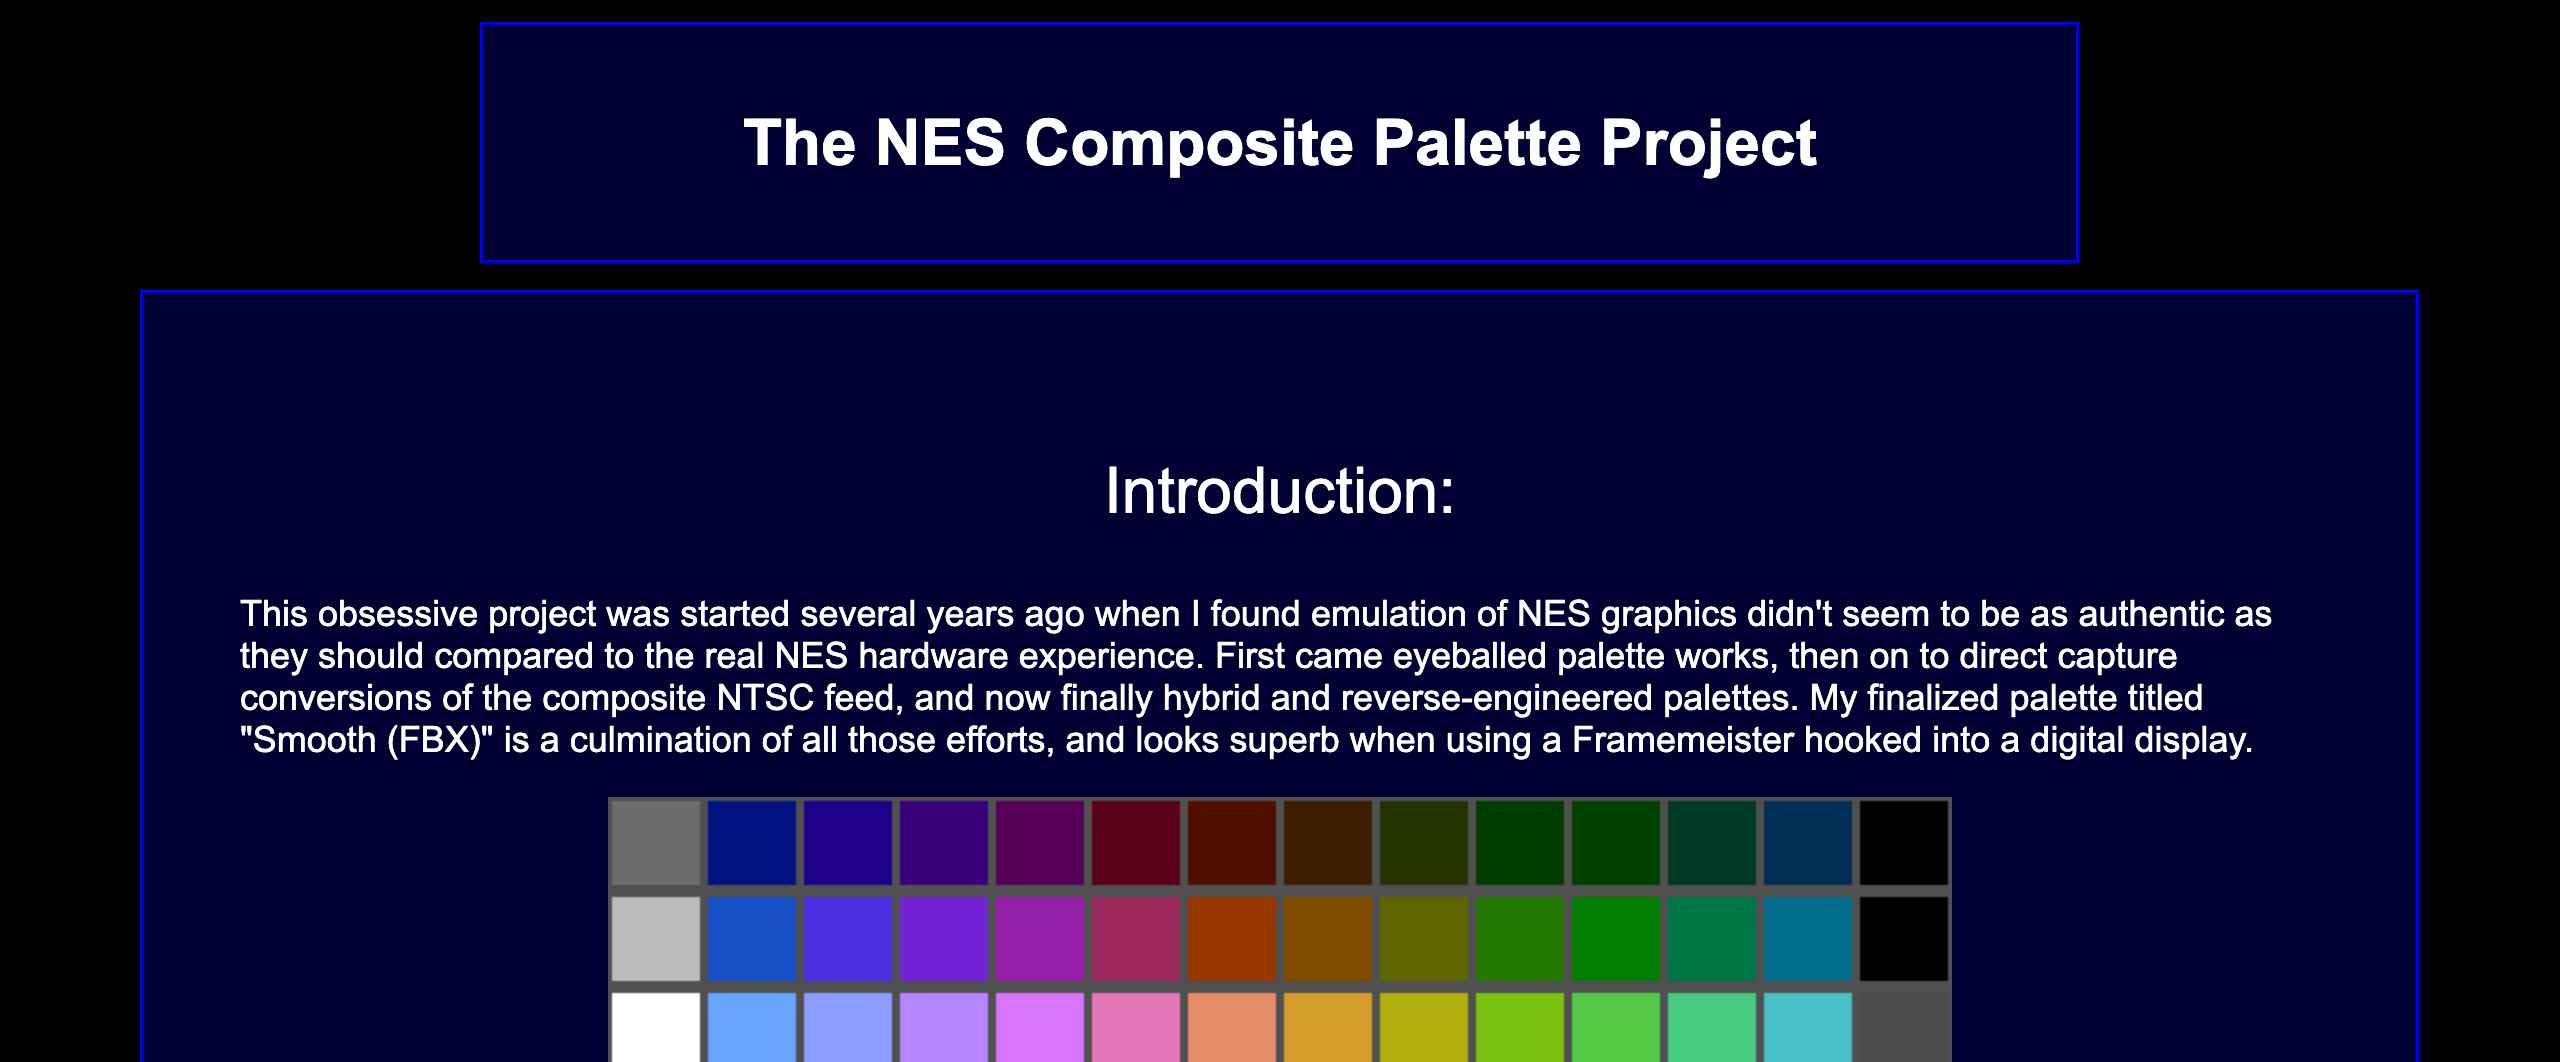 The NES Composite Palette Project
Introduction:
This obsessive project was started several years ago when I found emulation of NES graphics didn't seem to be as authentic as
they should compared to the real NES hardware experience. First came eyeballed palette works, then on to direct capture
conversions of the composite NTSC feed, and now finally hybrid and reverse-engineered palettes. My finalized palette titled
"Smooth (FBX)" is a culmination of all those efforts, and looks superb when using a Framemeister hooked into a digital display.